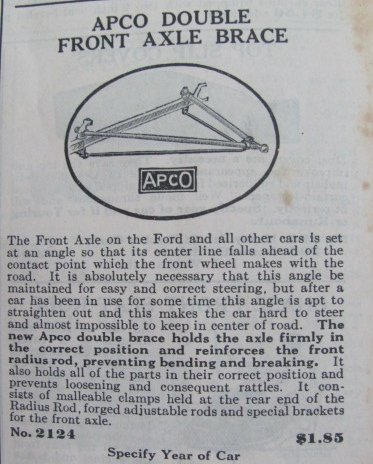 APCO DOUBLE
FRONT AXLE BRACE
APCO
The Front Axle on the Ford and all other cars is set
at an angle so that its center line falls ahead of the
contact point which the front wheel makes with the
road. It is absolutely necessary that this angle be
maintained for easy and correct steering, but after a
car has been in use for some time this angle is apt to
straighten out and this makes the car hard to steer
and almost impossible to keep in center of road. The
new Apco double brace holds the axle firmly in
the correct position and reinforces the front
radius rod, preventing bending and breaking. It
also holds all of the parts in their correct position and
prevents loosening and consequent rattles. It con-
sists of malleable clamps held at the rear end of the
Radius Rod, forged adjustable rods and special brackets
for the front axle.
No. 2124 $1.85
Specify Year of Car